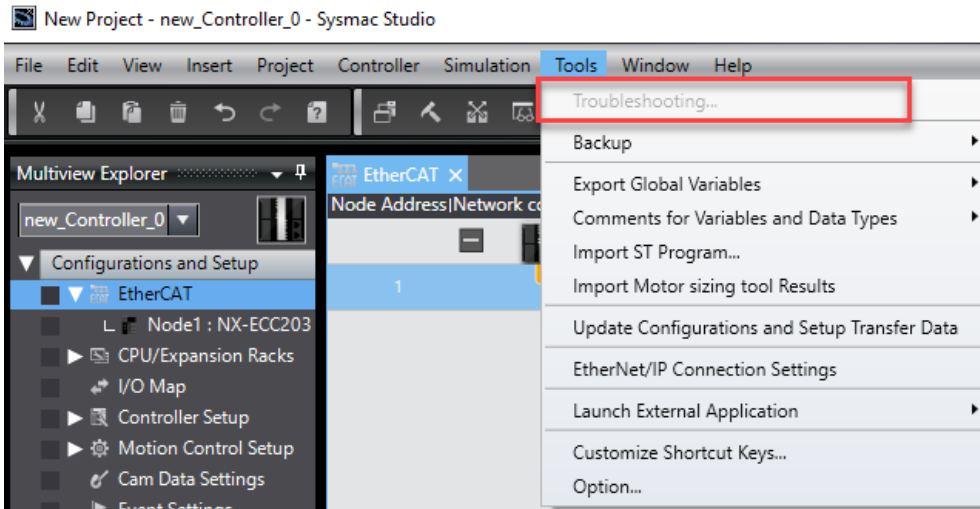 New Project - new_Controller_0 - Sysmac Studio
File Edit View Insert Project Controller Simulation Tools Window Help
Troubleshooting...
Backup
Export Global Variables
Comments for Variables and Data Types
Import ST Program...
Import Motor sizing tool Results
Update Configurations and Setup Transfer Data
EtherNet/IP Connection Settings
Launch External Application
Customize Shortcut Keys...
Option...
Multiview Explorer
new_Controller_0
Configurations and Setup
EtherCAT
Node1 : NX-ECC203
CPU/Expansion Racks
I/O Map
Controller Setup
Motion Control Setup
Cam Data Settings
Event Settings
EtherCAT
Node Address|Network
1